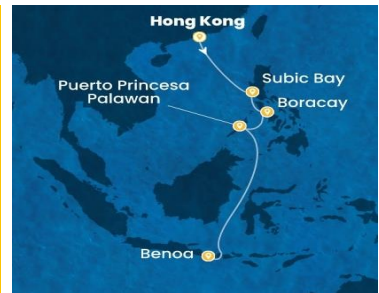 Hong Kong
Subic Bay
Puerto Princesa
Palawan
Boracay
Benoa